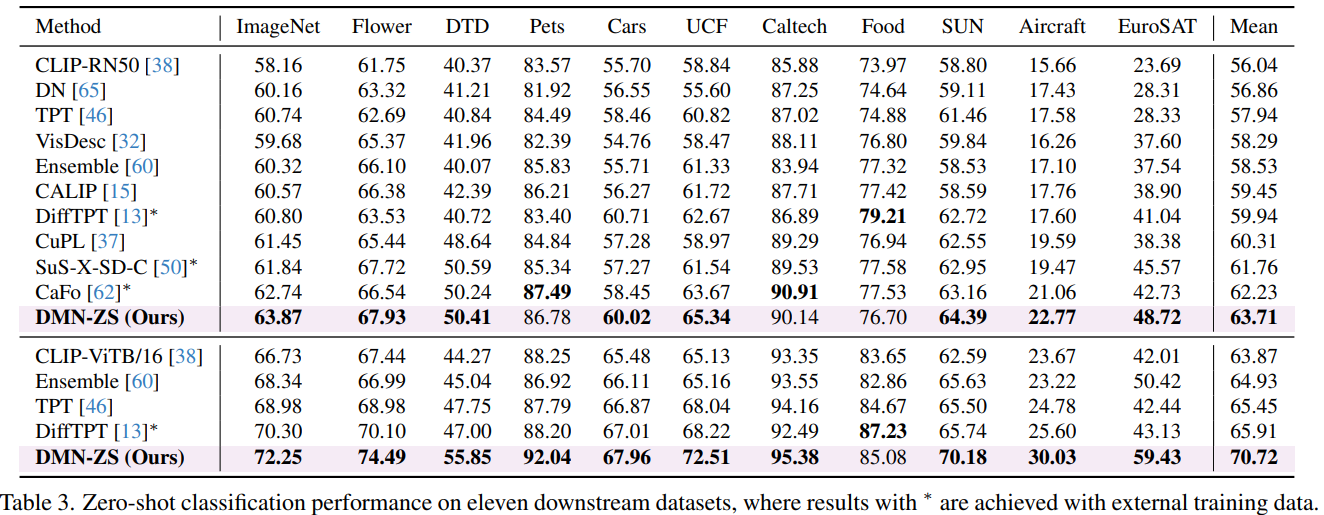 Method ImageNet Flower DTD Pets Cars UCF Caltech Food SUN Aircraft EuroSAT Mean
CLIP-RN50 [38] 58.16 61.75 40.37 83.57 55.70 58.84 85.88 73.97 58.80 15.66 23.69 56.04
DN [65] 60.16 63.32 41.21 81.92 56.55 55.60 87.25 74.64 59.11 17.43 28.31 56.86
TPT [46] 60.74 62.69 40.84 84.49 58.46 60.82 87.02 74.88 61.46 17.58 28.33 57.94
VisDesc [32] 59.68 65.37 41.96 82.39 54.76 58.47 88.11 76.80 59.84 16.26 37.60 58.29
Ensemble [60] 60.32 66.10 40.07 85.83 55.71 61.33 83.94 77.32 58.53 17.10 37.54 58.53
CALIP [15] 60.57 66.38 42.39 86.21 56.27 61.72 87.71 77.42 58.59 17.76 38.90 59.45
DiffTPT [13]* 60.80 63.53 40.72 83.40 60.71 62.67 86.89 79.21 62.72 17.60 41.04 59.94
CuPL [37] 61.45 65.44 48.64 84.84 57.28 58.97 89.29 76.94 62.55 19.59 38.38 60.31
SuS-X-SD-C [50]* 61.84 67.72 50.59 85.34 57.27 61.54 89.53 77.58 62.95 19.47 45.57 61.76
CaFo [62]* 62.74 66.54 50.24 87.49 58.45 63.67 90.91 77.53 63.16 21.06 42.73 62.23
DMN-ZS (Ours) 63.87 67.93 50.41 86.78 60.02 65.34 90.14 76.70 64.39 22.77 48.72 63.71
CLIP-ViTB/16 [38] 66.73 67.44 44.27 88.25 65.48 65.13 93.35 83.65 62.59 23.67 42.01 63.87
Ensemble [60] 68.34 66.99 45.04 86.92 66.11 65.16 93.55 82.86 65.63 23.22 50.42 64.93
TPT [46] 68.98 68.98 47.75 87.79 66.87 68.04 94.16 84.67 65.50 24.78 42.44 65.45
DiffTPT [13]* 70.30 70.10 47.00 88.20 67.01 68.22 92.49 87.23 65.74 25.60 43.13 65.91
DMN-ZS (Ours) 72.25 74.49 55.85 92.04 67.96 72.51 95.38 85.08 70.18 30.03 59.43 70.72
Table 3. Zero-shot classification performance on eleven downstream datasets, where results with * are achieved with external training data.